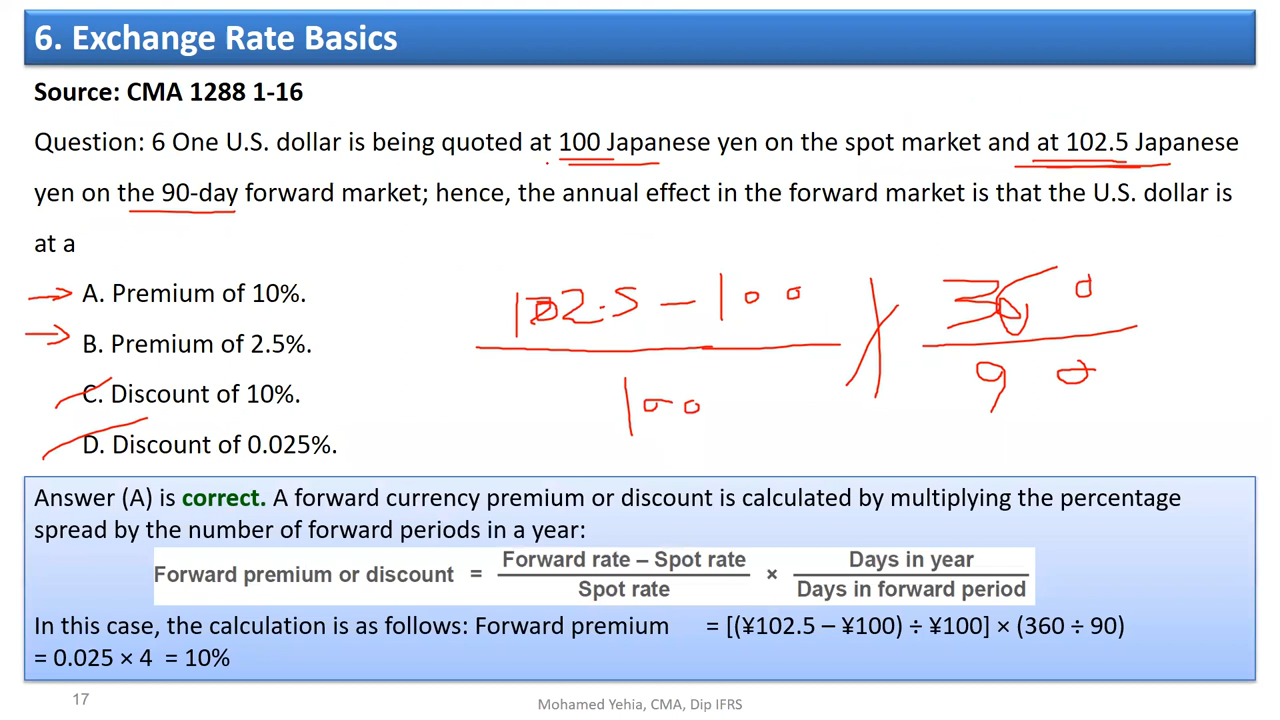 6. Exchange Rate Basics
Source: CMA 1288 1-16
Question: 6 One U.S. dollar is being quoted at 100 Japanese yen on the spot market and at 102.5 Japanese
yen on the 90-day forward market; hence, the annual effect in the forward market is that the U.S. dollar is
at a
A. Premium of 10%.
B. Premium of 2.5%.
C. Discount of 10%.
D. Discount of 0.025%.
102.5 – 100
100
X
360
90
Answer (A) is correct. A forward currency premium or discount is calculated by multiplying the percentage
spread by the number of forward periods in a year:
Forward premium or discount = Forward rate – Spot rate × Days in year
Spot rate Days in forward period
In this case, the calculation is as follows: Forward premium = [(¥102.5 – ¥100) ÷ ¥100] × (360 ÷ 90)
= 0.025 × 4 = 10%
17
Mohamed Yehia, CMA, Dip IFRS